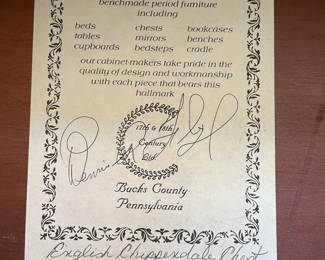 benchmade period furniture
including
beds chests bookcases
tables mirrors benches
cupboards bedsteps cradle
our cabinet-makers take pride in the
quality of design and workmanship
with each piece that bears this
hallmark
17th & 18th
Century
Ltd.
Bucks County
Pennsylvania
English Chippendale Chest